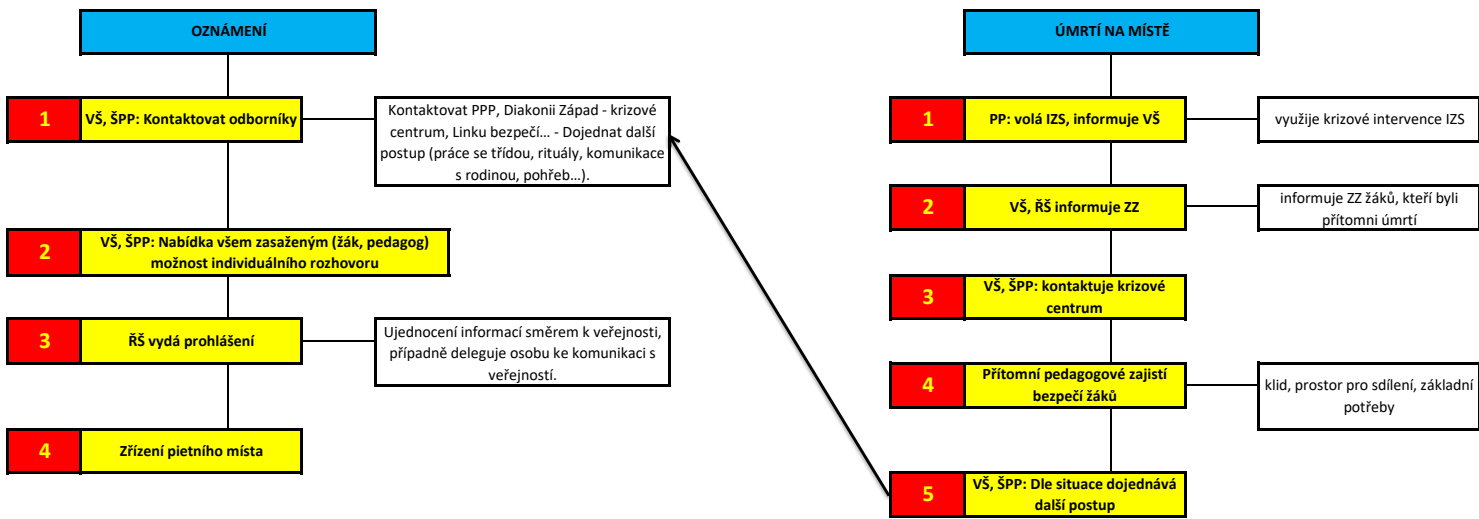 OZNÁMENÍ
1
VŠ, ŠPP: Kontaktovat odborníky
Kontaktovat PPP, Diakonii Západ - krizové
centrum, Linku bezpečí… - Dojednat další
postup (práce se třídou, rituály, komunikace
s rodinou, pohřeb…).
2
VŠ, ŠPP: Nabídka všem zasaženým (žák, pedagog)
možnost individuálního rozhovoru
3
ŘŠ vydá prohlášení
Ujednocení informací směrem k veřejnosti,
případně deleguje osobu ke komunikaci s
veřejností.
4
Zřízení pietního místa
ÚMRTÍ NA MÍSTĚ
1
PP: volá IZS, informuje VŠ
využije krizové intervence IZS
2
VŠ, ŘŠ informuje ZZ
informuje ZZ žáků, kteří byli
přítomni úmrtí
3
VŠ, ŠPP: kontaktuje krizové
centrum
4
Přítomní pedagogové zajistí
bezpečí žáků
klid, prostor pro sdílení, základní
potřeby
5
VŠ, ŠPP: Dle situace dojednává
další postup